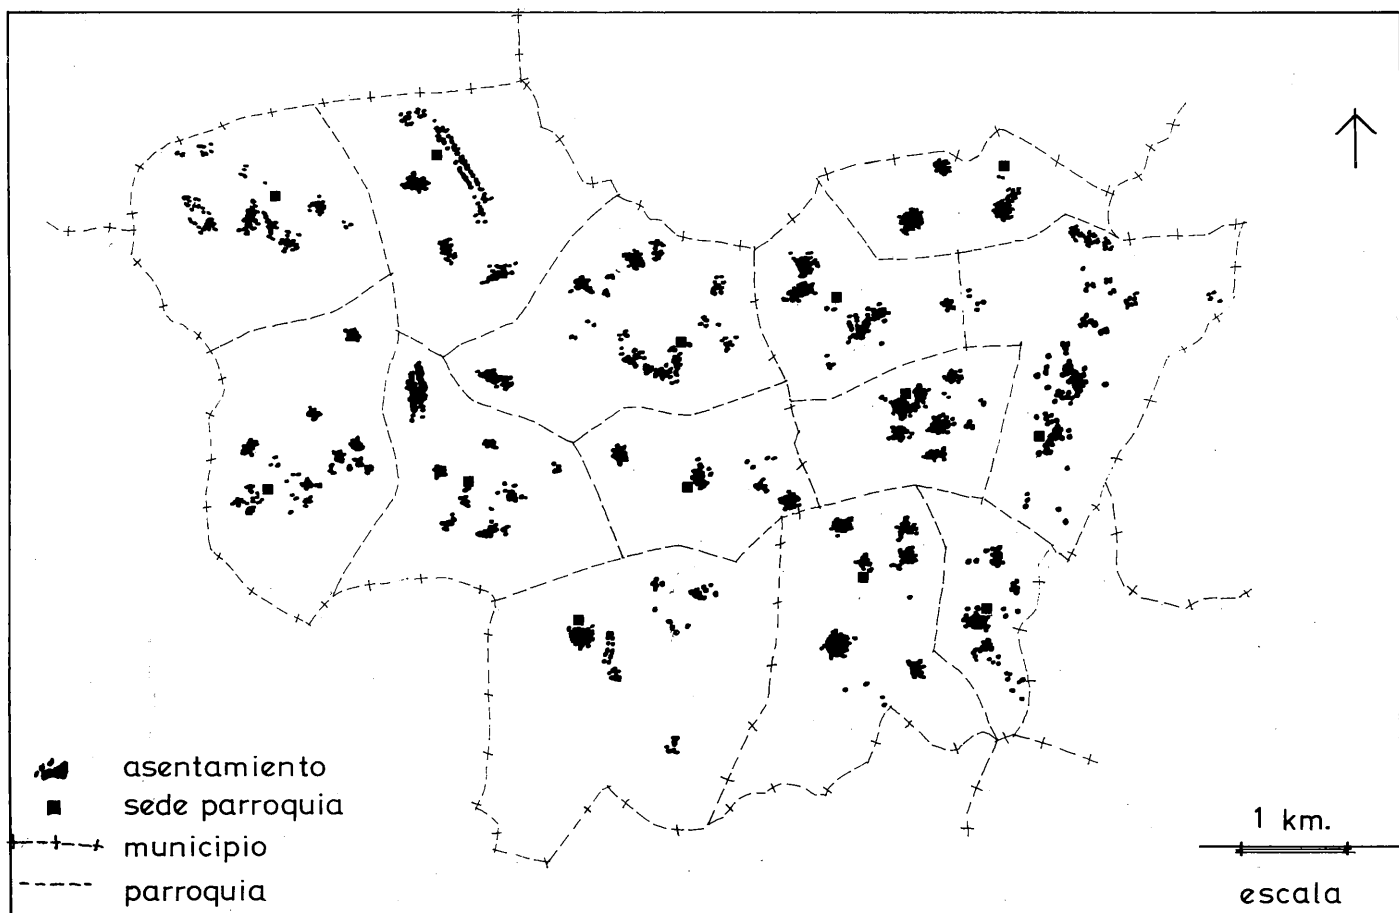 asentamiento
sede parroquia
municipio
parroquia
1 km.
escala